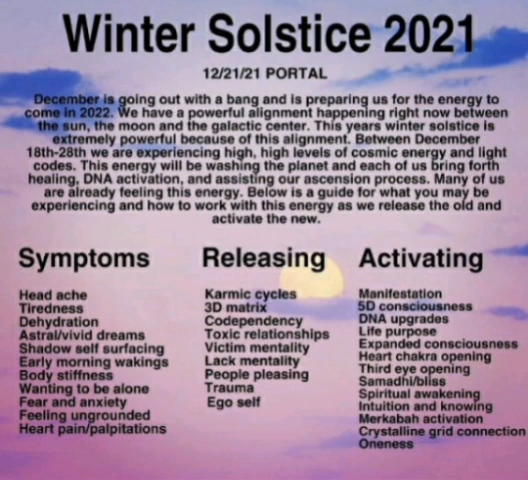 Winter Solstice 2021
12/21/21 PORTAL
December is going out with a bang and is preparing us for the energy to
come in 2022. We have a powerful alignment happening right now between
the sun, the moon and the galactic center. This years winter solstice is
extremely powerful because of this alignment. Between December
18th-28th we are experiencing high, high levels of cosmic energy and light
codes. This energy will be washing the planet and each of us bring forth
healing, DNA activation, and assisting our ascension process. Many of us
are already feeling this energy. Below is a guide for what you may be
experiencing and how to work with this energy as we release the old and
activate the new.
Symptoms
Head ache
Tiredness
Dehydration
Astral/vivid dreams
Shadow self surfacing
Early morning wakings
Body stiffness
Wanting to be alone
Fear and anxiety
Feeling ungrounded
Heart pain/palpitations
Releasing
Karmic cycles
3D matrix
Codependency
Toxic relationships
Victim mentality
Lack mentality
People pleasing
Trauma
Ego self
Activating
Manifestation
5D consciousness
DNA upgrades
Life purpose
Expanded consciousness
Heart chakra opening
Third eye opening
Samadhi/bliss
Spiritual awakening
Intuition and knowing
Merkabah activation
Crystalline grid connection
Oneness